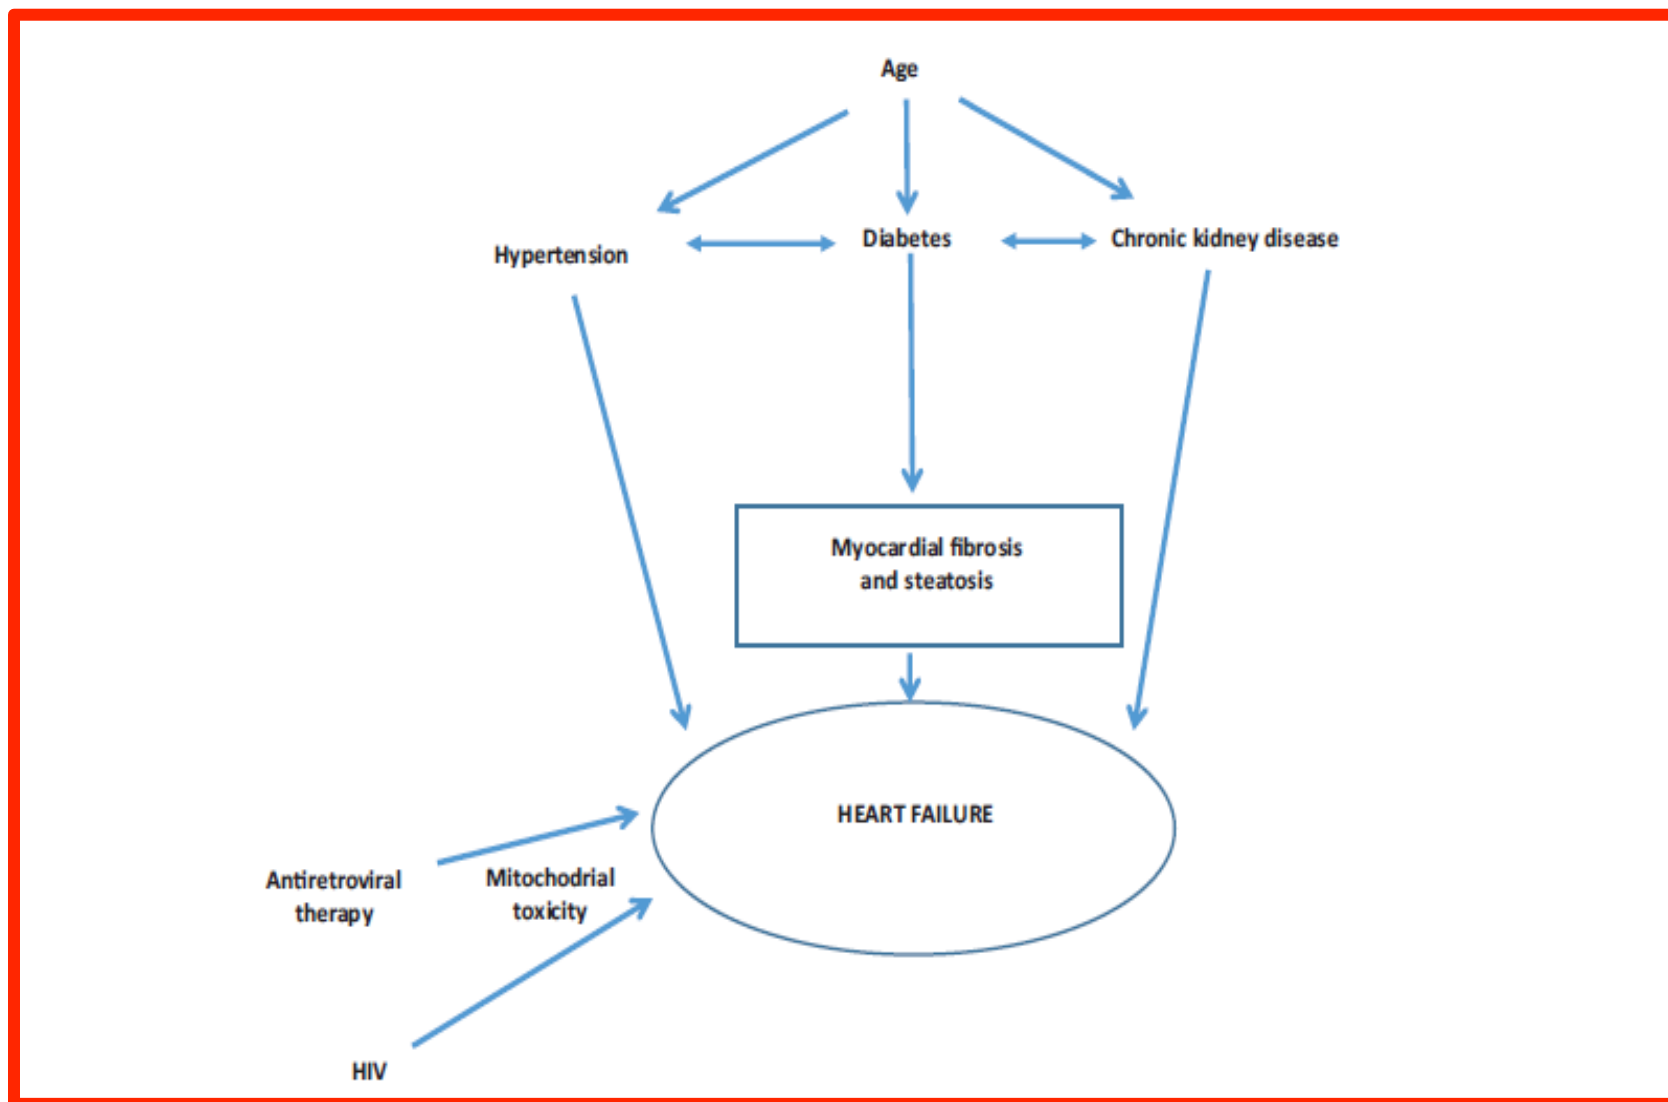 Age
Hypertension
Diabetes
Chronic kidney disease
Myocardial fibrosis
and steatosis
HEART FAILURE
Antiretroviral
therapy
Mitochodrial
toxicity
HIV